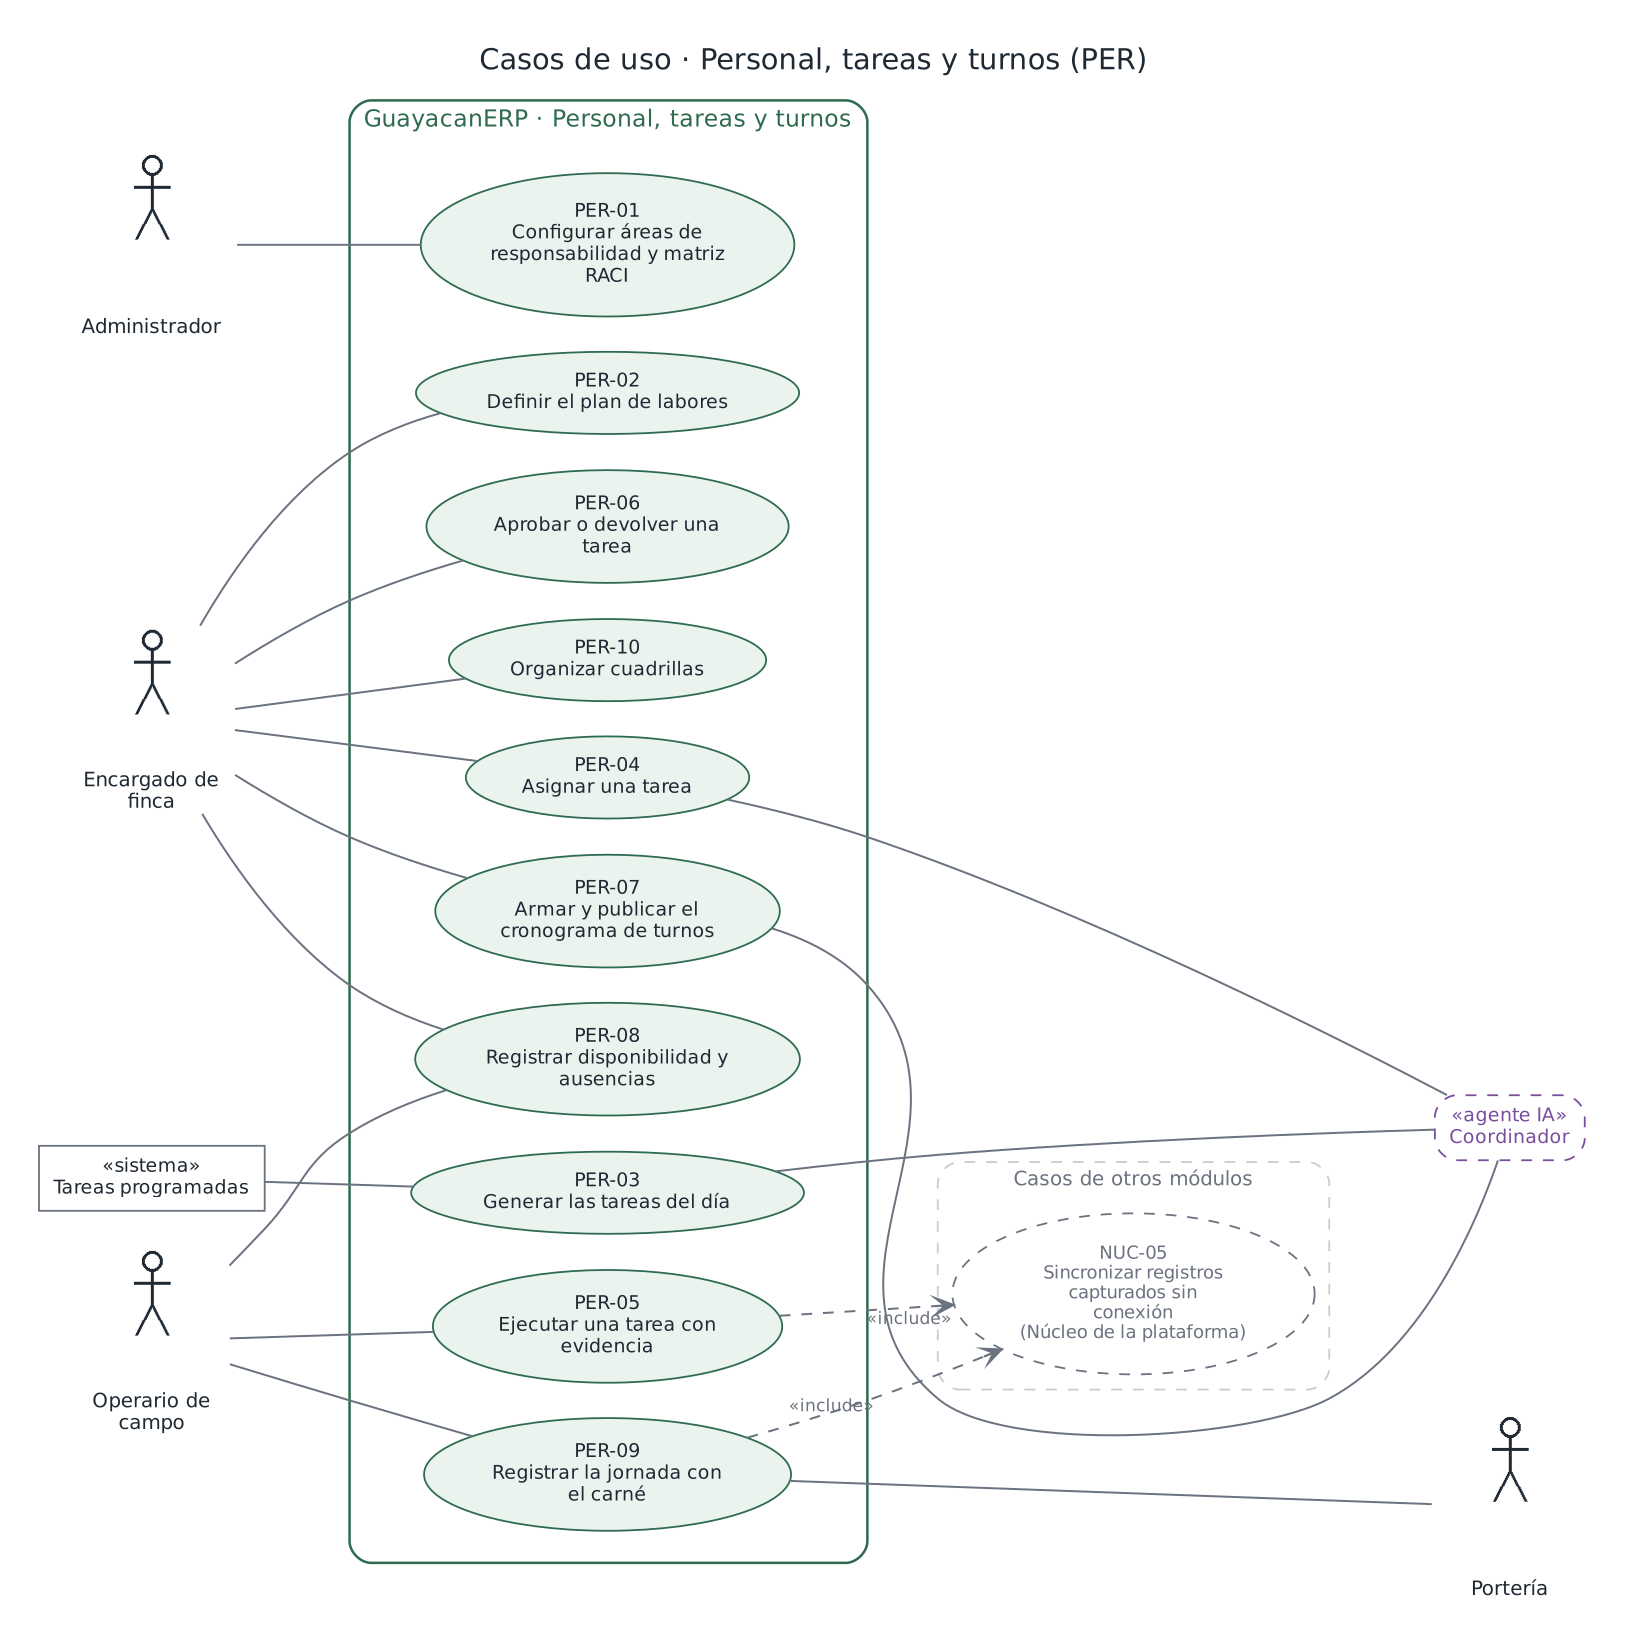 Casos de uso · Personal, tareas y turnos (PER)
GuayacanERP · Personal, tareas y turnos
PER-01
Configurar áreas de
responsabilidad y matriz
RACI
Administrador
PER-02
Definir el plan de labores
PER-06
Aprobar o devolver una
tarea
PER-10
Organizar cuadrillas
Encargado de
finca
PER-04
Asignar una tarea
PER-07
Armar y publicar el
cronograma de turnos
PER-08
Registrar disponibilidad y
ausencias
«agente IA»
Coordinador
«sistema»
Tareas programadas
PER-03
Generar las tareas del día
Casos de otros módulos
NUC-05
Sincronizar registros
capturados sin
conexión
(Núcleo de la plataforma)
PER-05
Ejecutar una tarea con
evidencia
«include»
«include»
Operario de
campo
PER-09
Registrar la jornada con
el carné
Portería